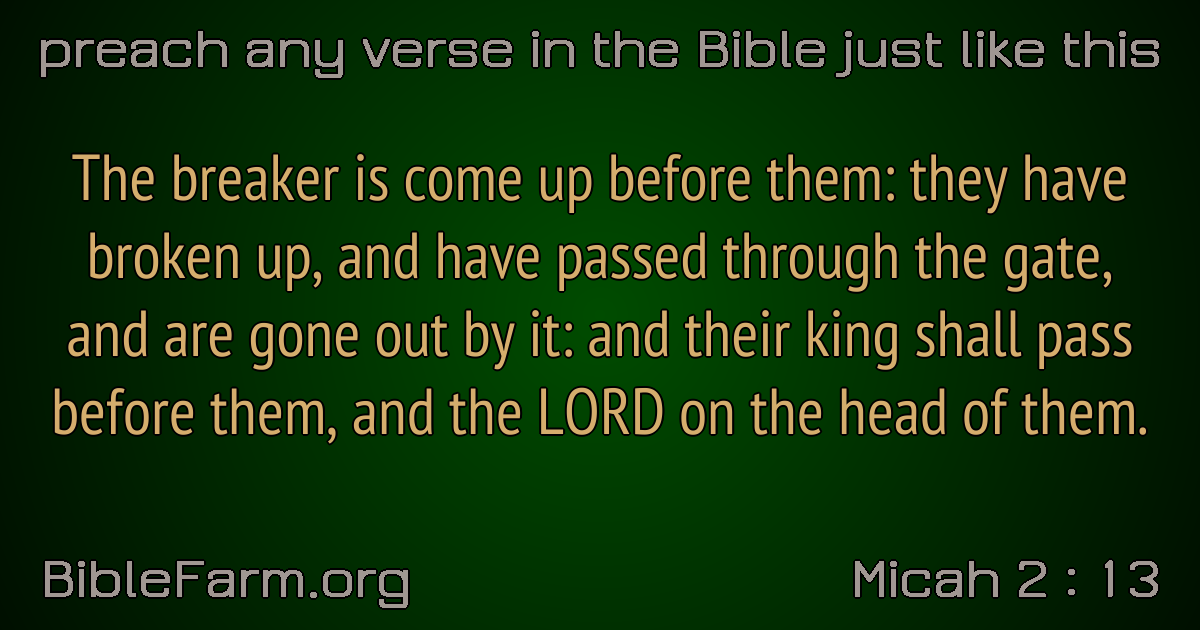 preach any verse in the Bible just like this
The breaker is come up before them: they have
broken up, and have passed through the gate,
and are gone out by it: and their king shall pass
before them, and the LORD on the head of them.
BibleFarm.org
Micah 2 : 13